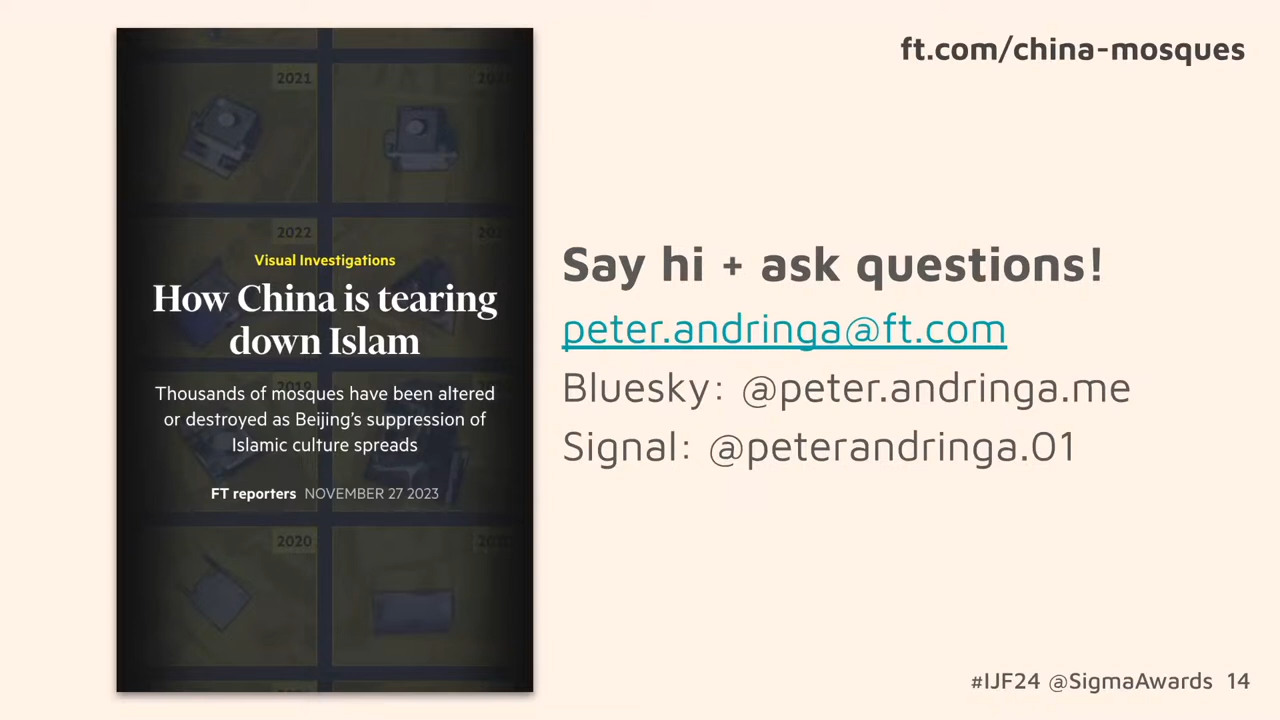 ft.com/china-mosques
2021
2022
Visual Investigations
How China is tearing
down Islam
Thousands of mosques have been altered
or destroyed as Beijing's suppression of
Islamic culture spreads
FT reporters NOVEMBER 27 2023
2020
Say hi + ask questions!
peter.andringa@ft.com
Bluesky: @peter.andringa.me
Signal: @peterandringa.01
#IJF24 @SigmaAwards 14